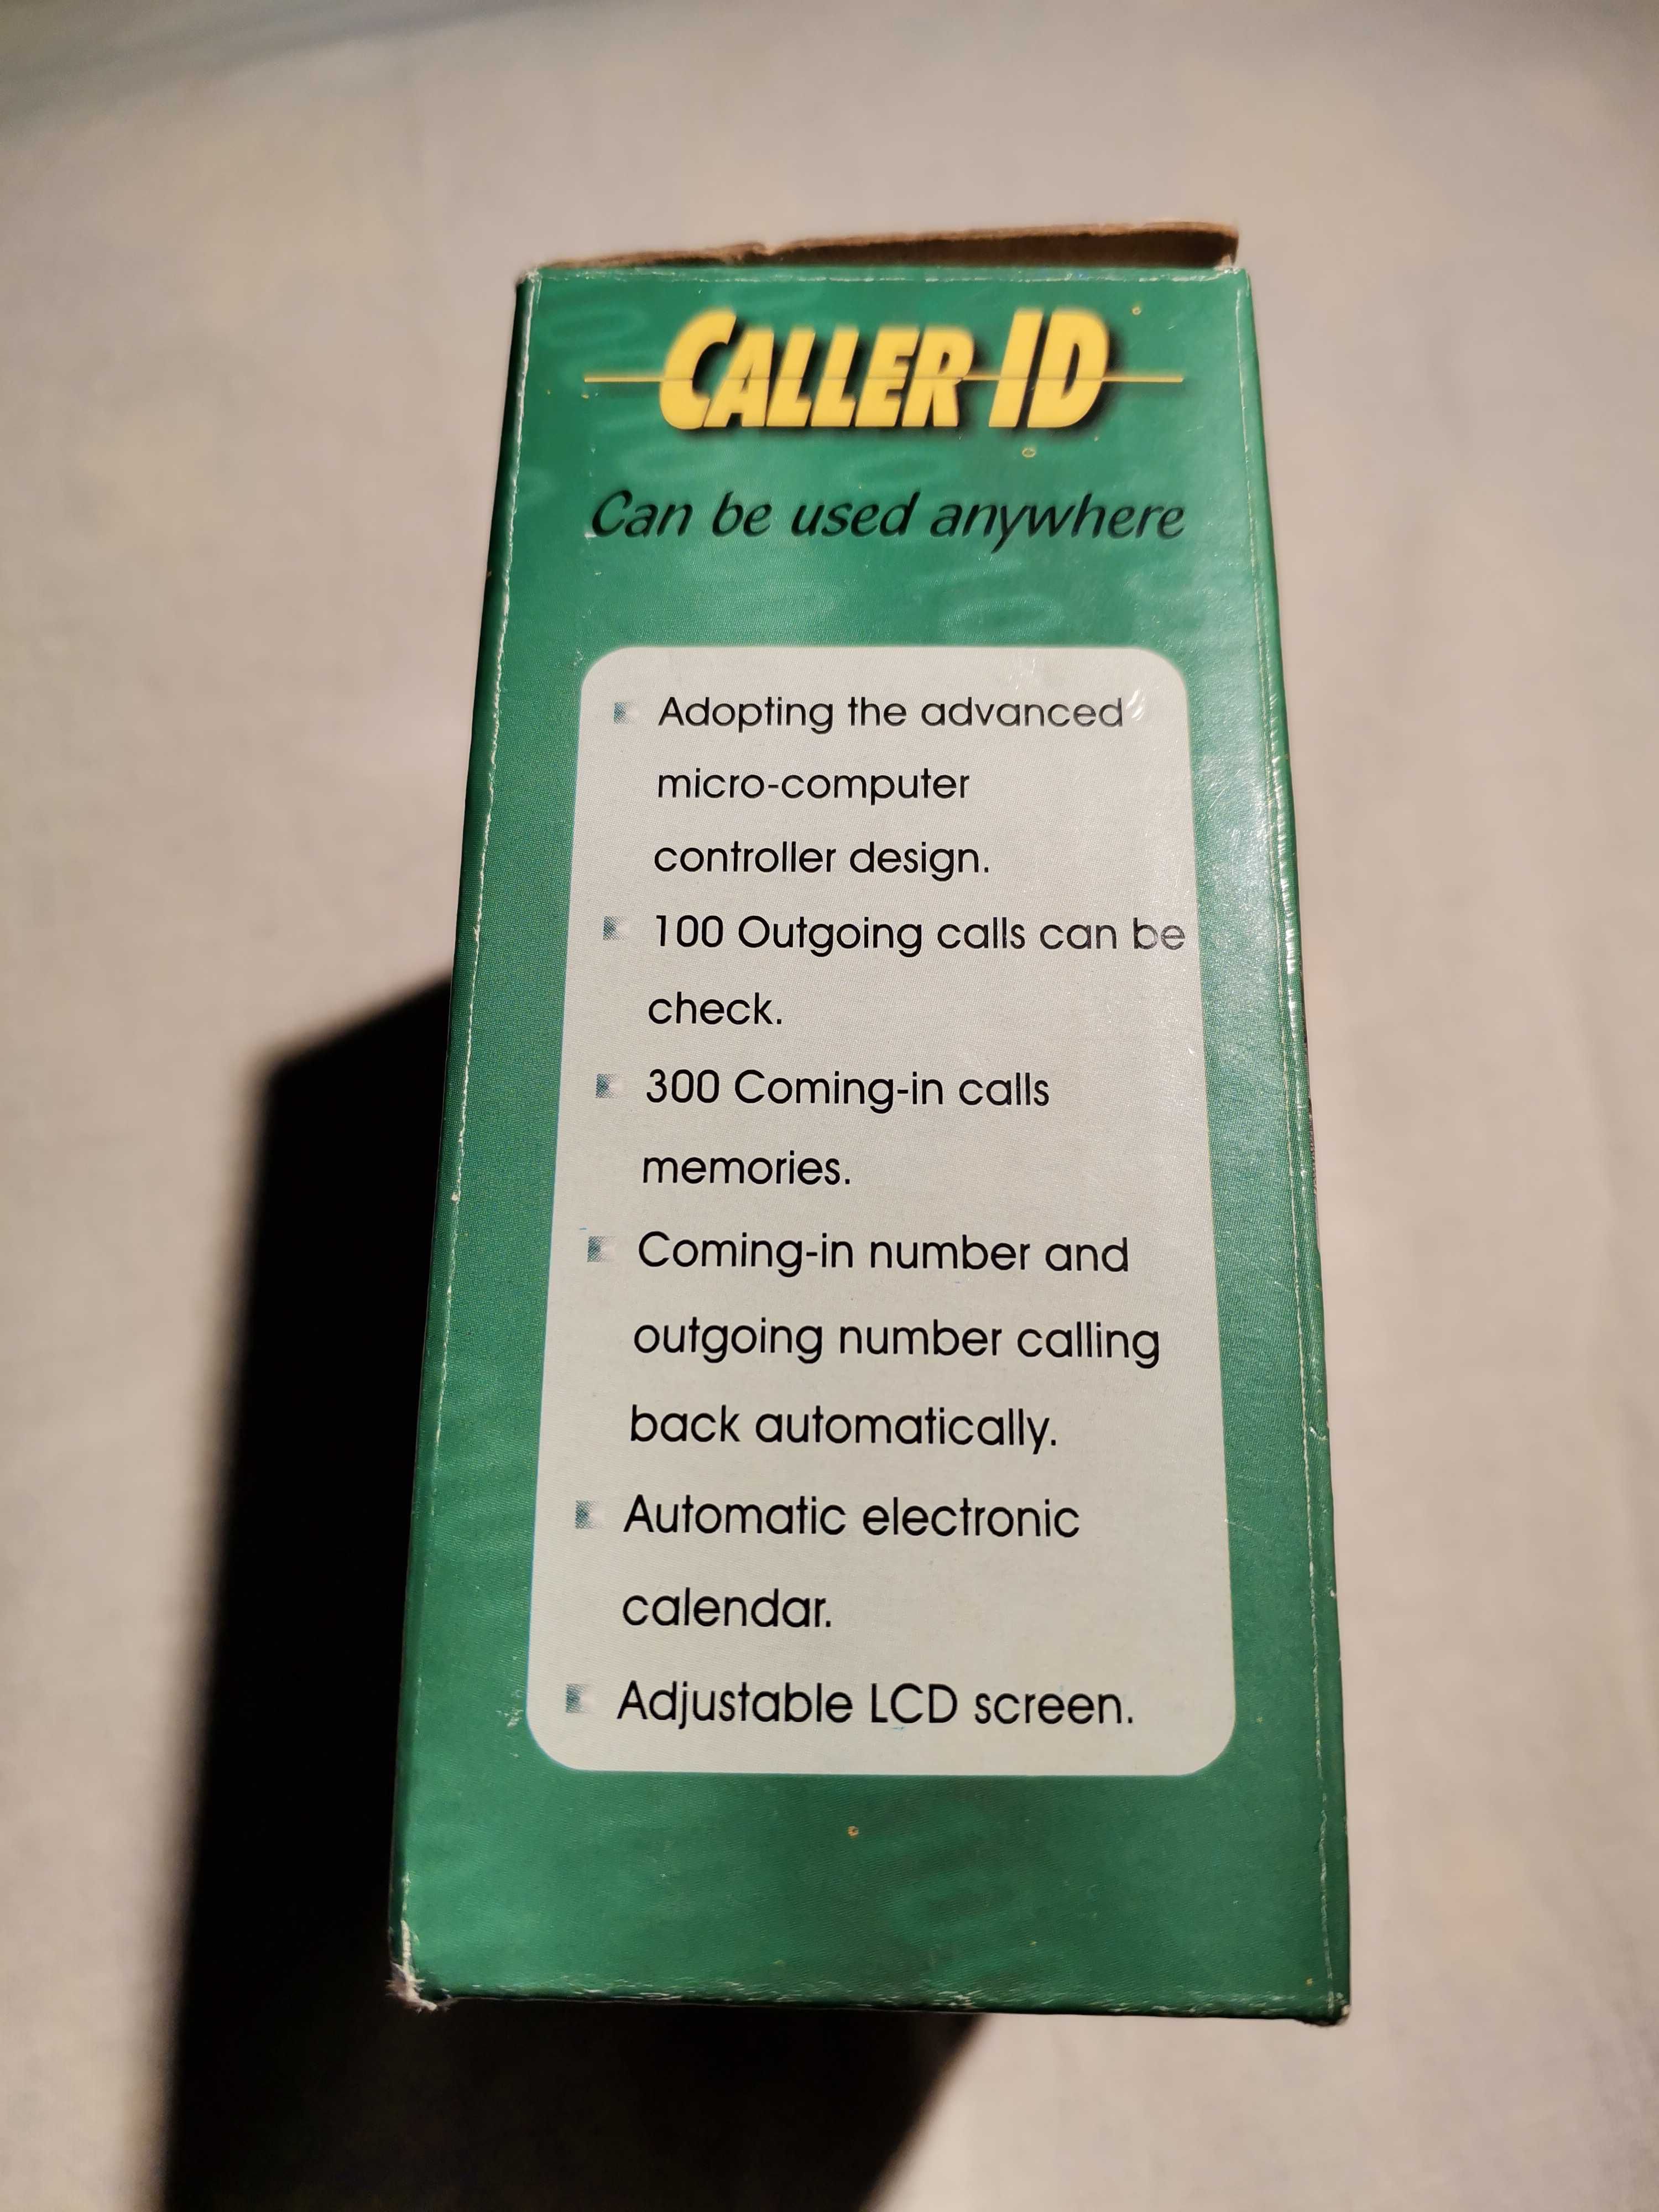 CALLER ID
Can be used anywhere
Adopting the advanced
micro-computer
controller design.
100 Outgoing calls can be
check.
300 Coming-in calls
memories.
Coming-in number and
outgoing number calling
back automatically.
Automatic electronic
calendar.
Adjustable LCD screen.